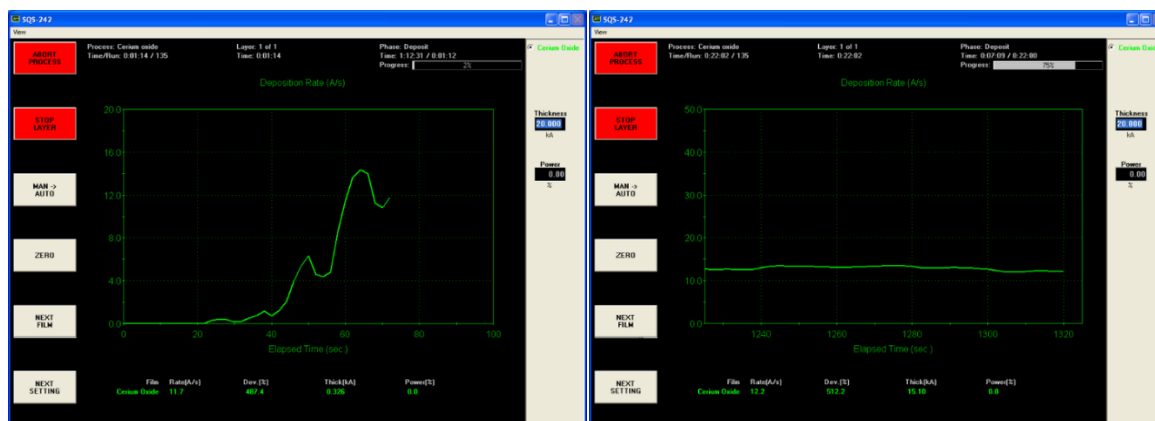 SQS-242
View
ABORT PROCESS
Process: Cerium oxide
Time/Run: 0:01:14 / 135
Layer: 1 of 1
Time: 0:01:14
Phase: Deposit
Time: 1:12:31 / 0:01:12
Progress: 2%
Cerium Oxide
Deposition Rate (A/s)
STOP LAYER
20.0
16.0
12.0
8.0
4.0
0.0
0
20
40
60
80
100
Elapsed Time (sec.)
Thickness
20.000
kA
Power
0.00
%
MAN -> AUTO
ZERO
NEXT FILM
NEXT SETTING
Film Rate(A/s) Dev.(%) Thick(kA) Power(%)
Cerium Oxide 11.7 487.4 0.326 0.0
SQS-242
View
ABORT PROCESS
Process: Cerium oxide
Time/Run: 0:22:02 / 135
Layer: 1 of 1
Time: 0:22:02
Phase: Deposit
Time: 0:07:09 / 0:22:00
Progress: 75%
Cerium Oxid
Deposition Rate (A/s)
STOP LAYER
50.0
40.0
30.0
20.0
10.0
0.0
1240
1260
1280
1300
1320
Elapsed Time (sec.)
Thickness
20.000
kA
Power
0.00
%
MAN -> AUTO
ZERO
NEXT FILM
NEXT SETTING
Film Rate(A/s) Dev.(%) Thick(kA) Power(%)
Cerium Oxide 12.2 512.2 15.10 0.0